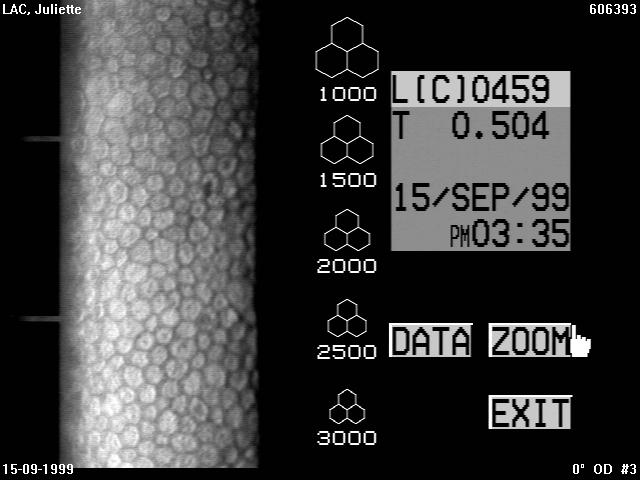 LAC, Juliette
606393
1000
L[C]0459
T 0.504
1500
15/SEP/99
PM03:35
2000
2500
DATA ZOOM
3000
EXIT
15-09-1999
0° OD #3